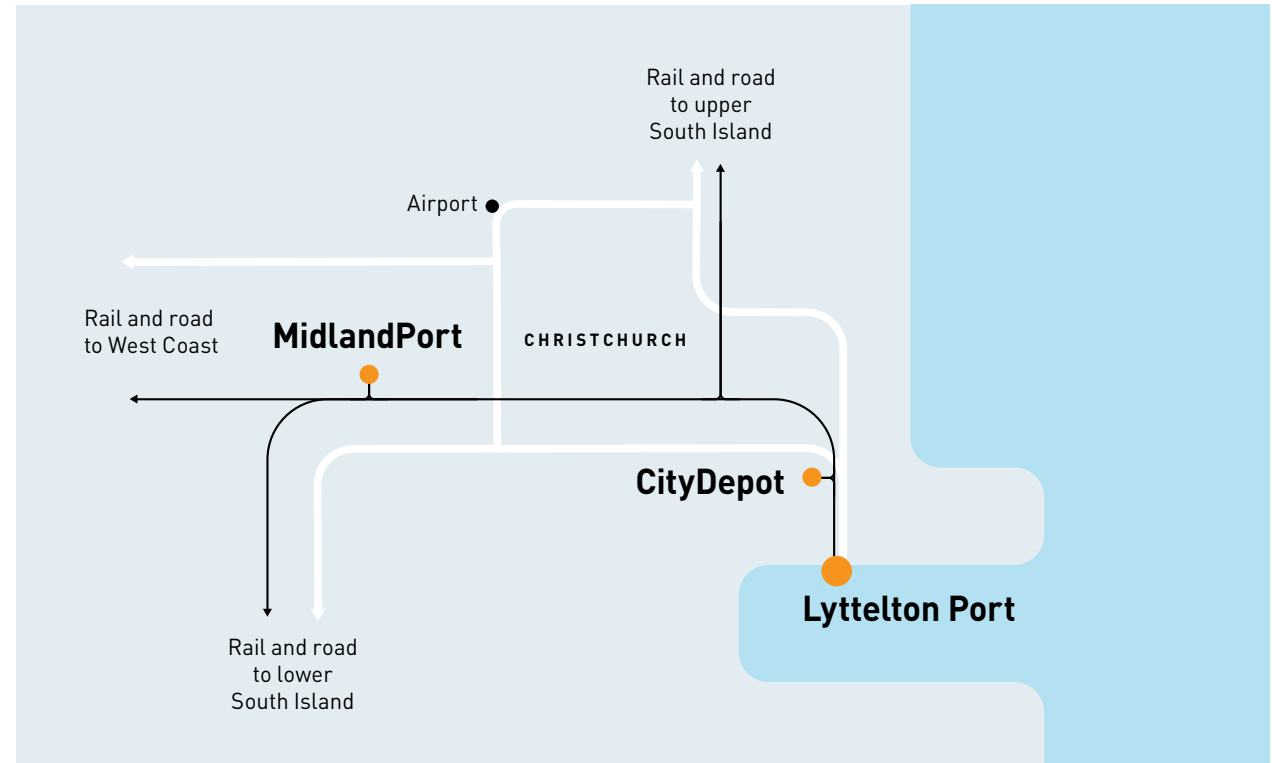 Rail and road
to upper
South Island
Airport
Rail and road
to West Coast
MidlandPort
CHRISTCHURCH
CityDepot
Lyttelton Port
Rail and road
to lower
South Island